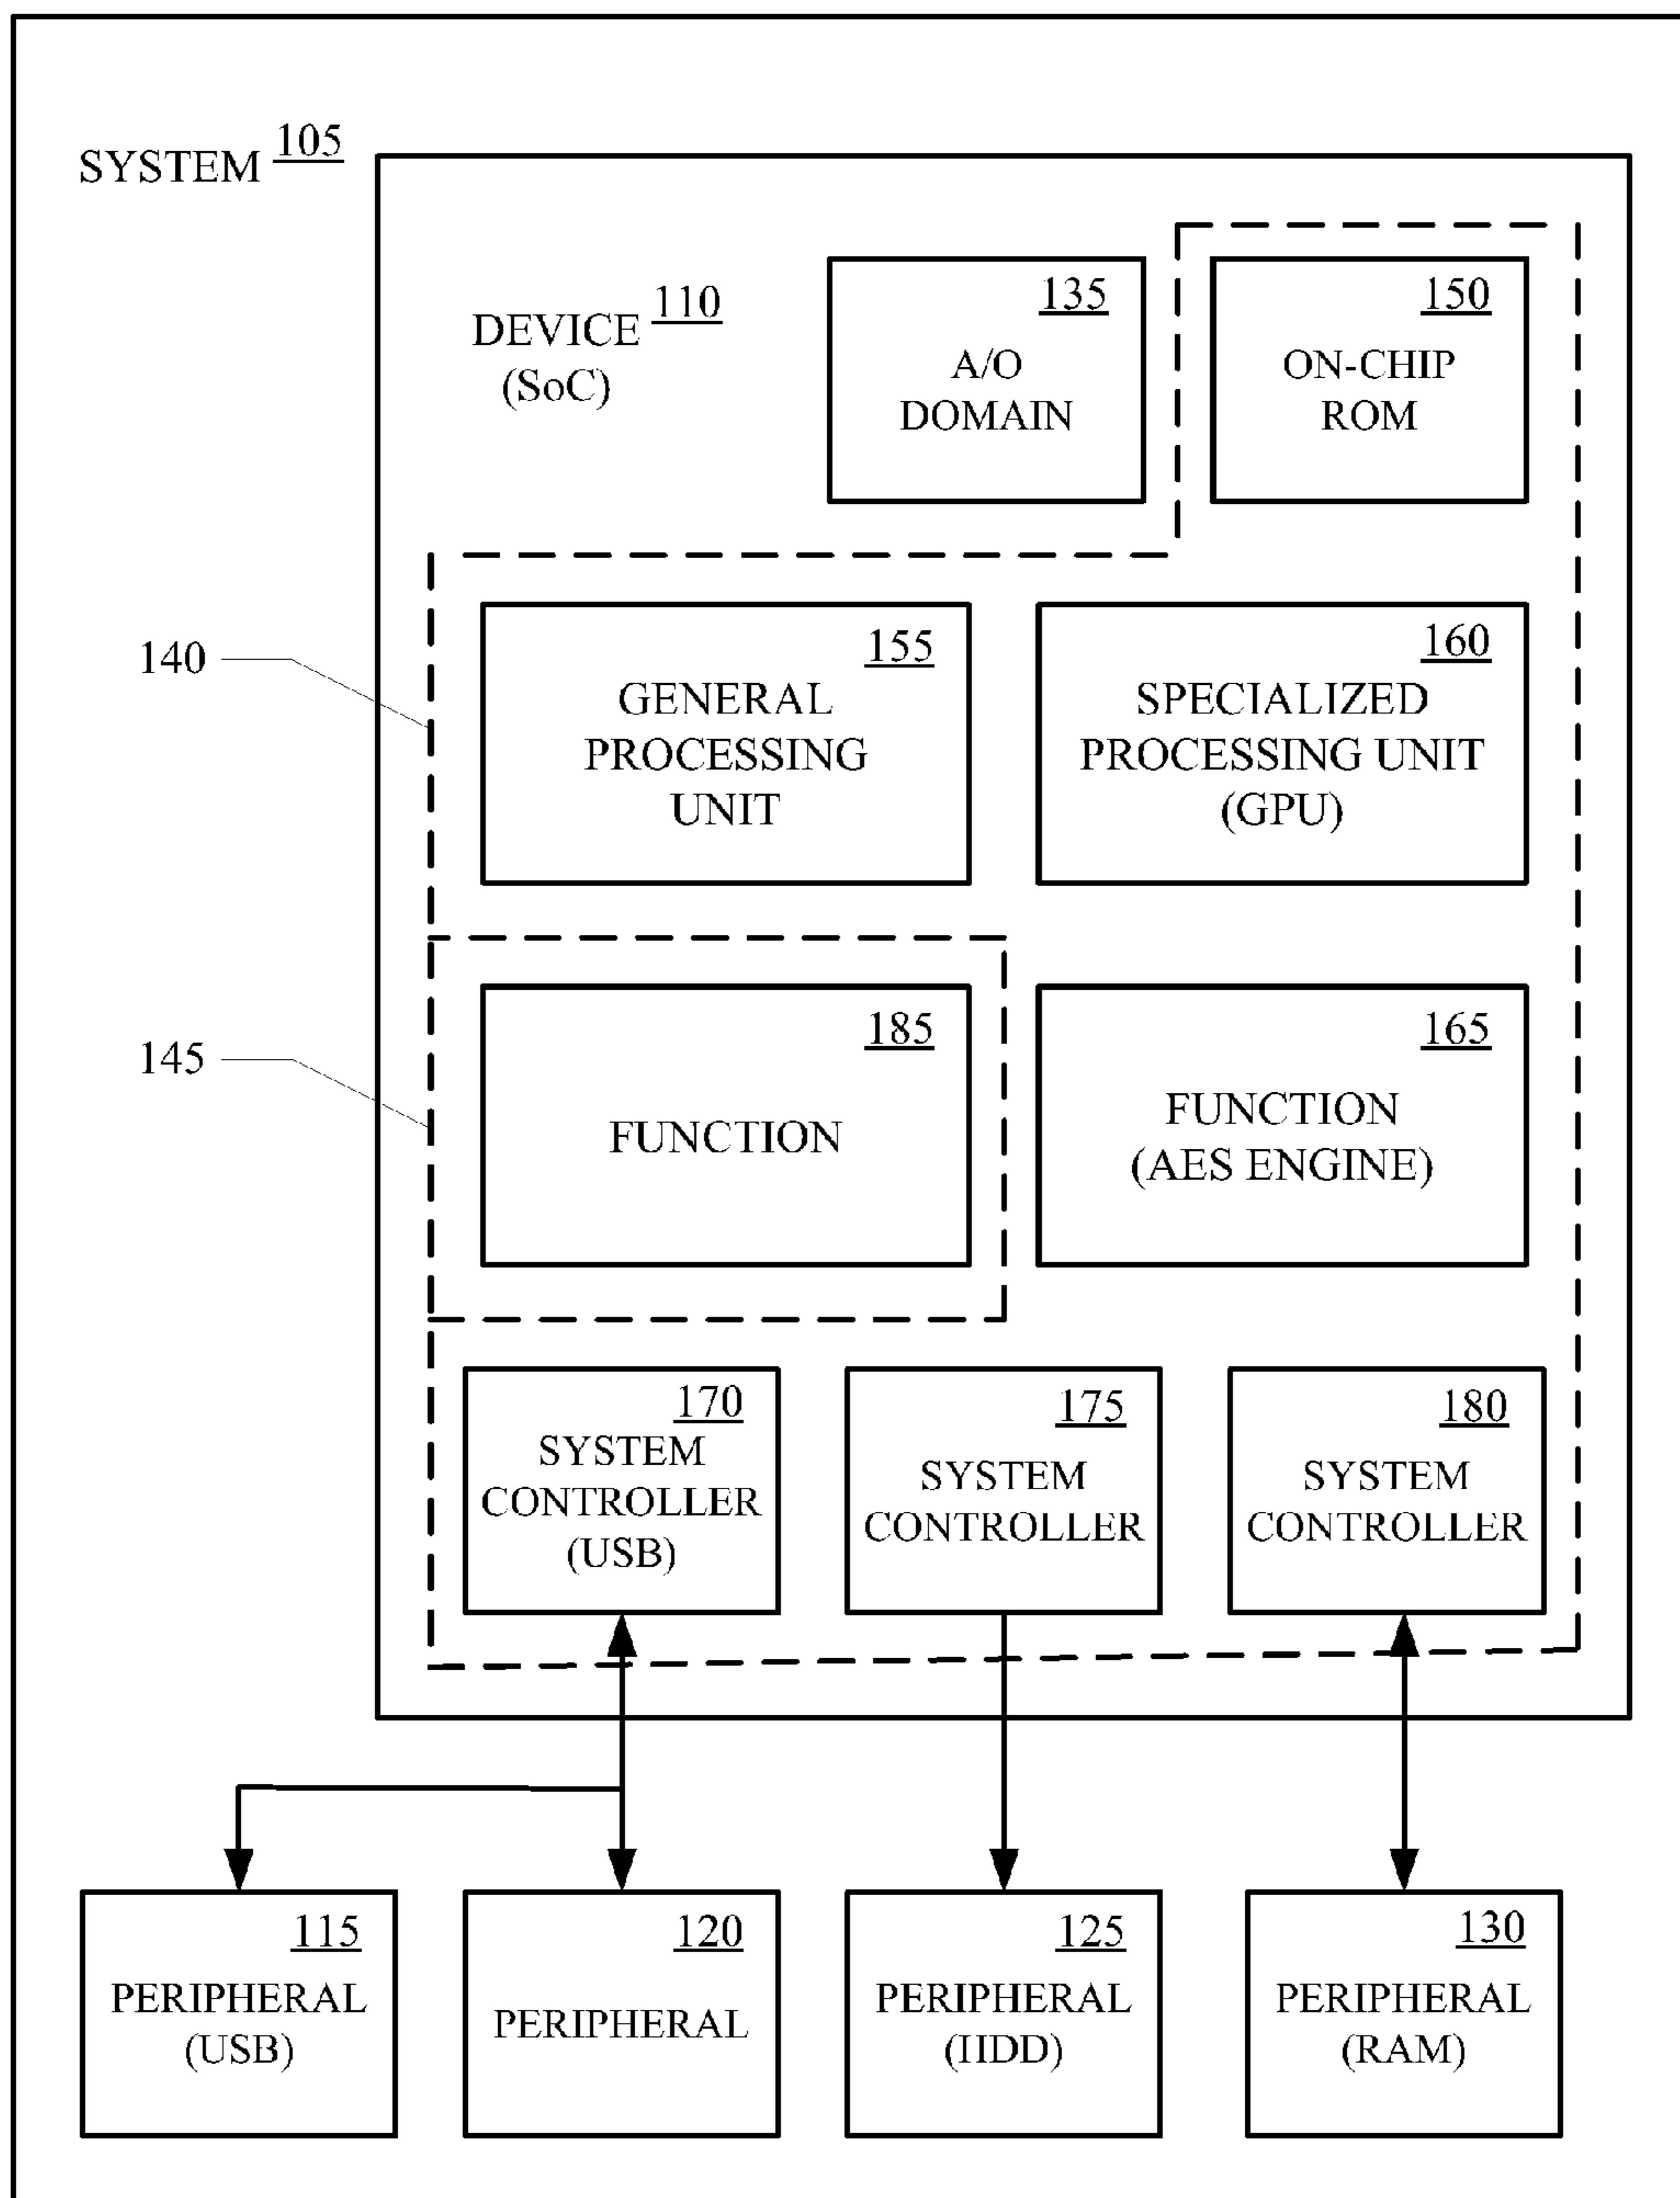 SYSTEM 105
DEVICE 110
(SoC)
135
A/O
DOMAIN
150
ON-CHIP
ROM
140
155
GENERAL
PROCESSING
UNIT
160
SPECIALIZED
PROCESSING UNIT
(GPU)
145
185
FUNCTION
165
FUNCTION
(AES ENGINE)
170
SYSTEM
CONTROLLER
(USB)
175
SYSTEM
CONTROLLER
180
SYSTEM
CONTROLLER
115
PERIPHERAL
(USB)
120
PERIPHERAL
125
PERIPHERAL
(HDD)
130
PERIPHERAL
(RAM)